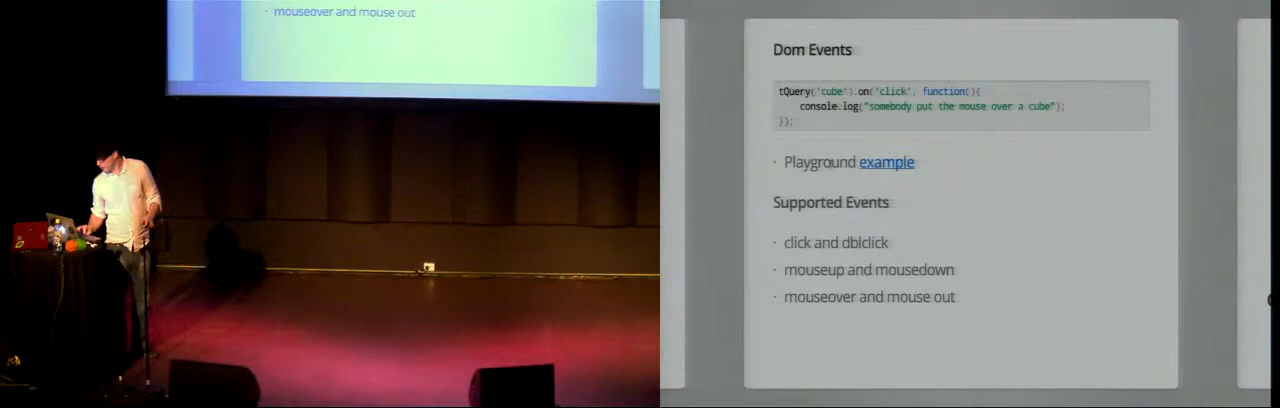 mouseover and mouse out
Dom Events
tQuery('cube').on('click', function(){
console.log("somebody put the mouse over a cube");
});
· Playground example
Supported Events
· click and dblclick
· mouseup and mousedown
· mouseover and mouse out